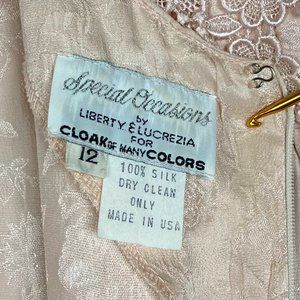 Special Occasions
by
LIBERTY & LUCREZIA
FOR
CLOAK OF MANY COLORS
12
100% SILK
DRY CLEAN
ONLY
MADE IN USA